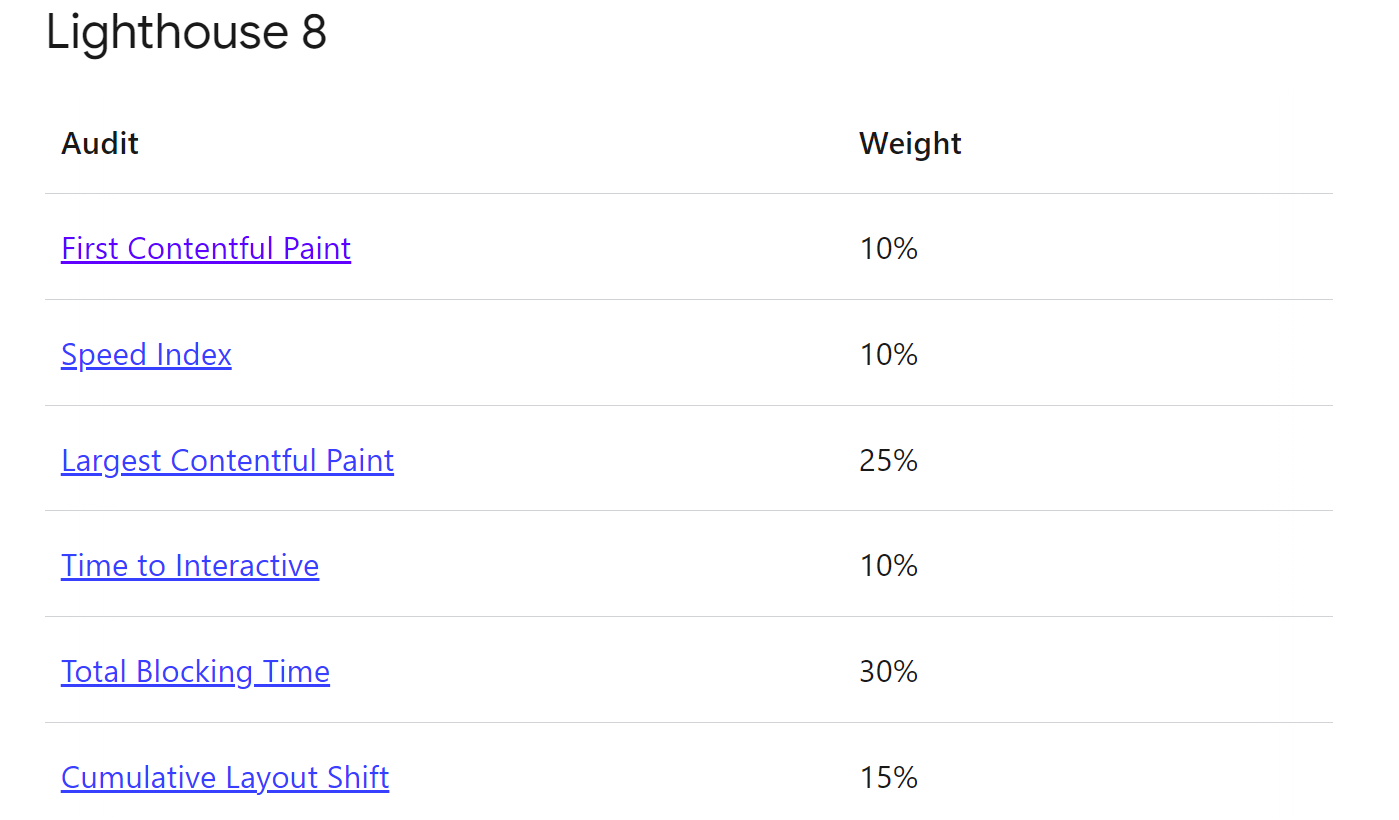 Lighthouse 8
Audit Weight
First Contentful Paint 10%
Speed Index 10%
Largest Contentful Paint 25%
Time to Interactive 10%
Total Blocking Time 30%
Cumulative Layout Shift 15%